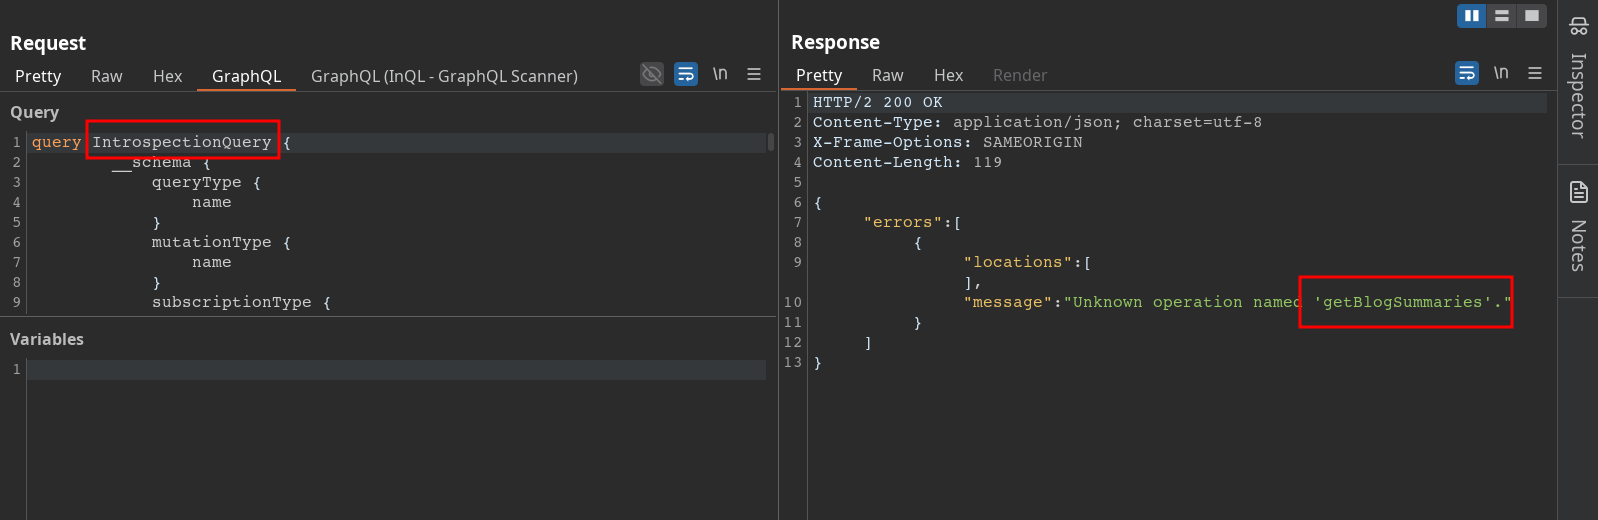 Request
Pretty Raw Hex GraphQL GraphQL (InQL - GraphQL Scanner) \n
Query
1 query IntrospectionQuery {
2 __schema {
3 queryType {
4 name
5 }
6 mutationType {
7 name
8 }
9 subscriptionType {
Variables
1
Response
Pretty Raw Hex Render \n
1 HTTP/2 200 OK
2 Content-Type: application/json; charset=utf-8
3 X-Frame-Options: SAMEORIGIN
4 Content-Length: 119
5
6 {
7 "errors":[
8 {
9 "locations":[
],
10 "message":"Unknown operation named 'getBlogSummaries'."
11 }
12 ]
13 }
Inspector
Notes